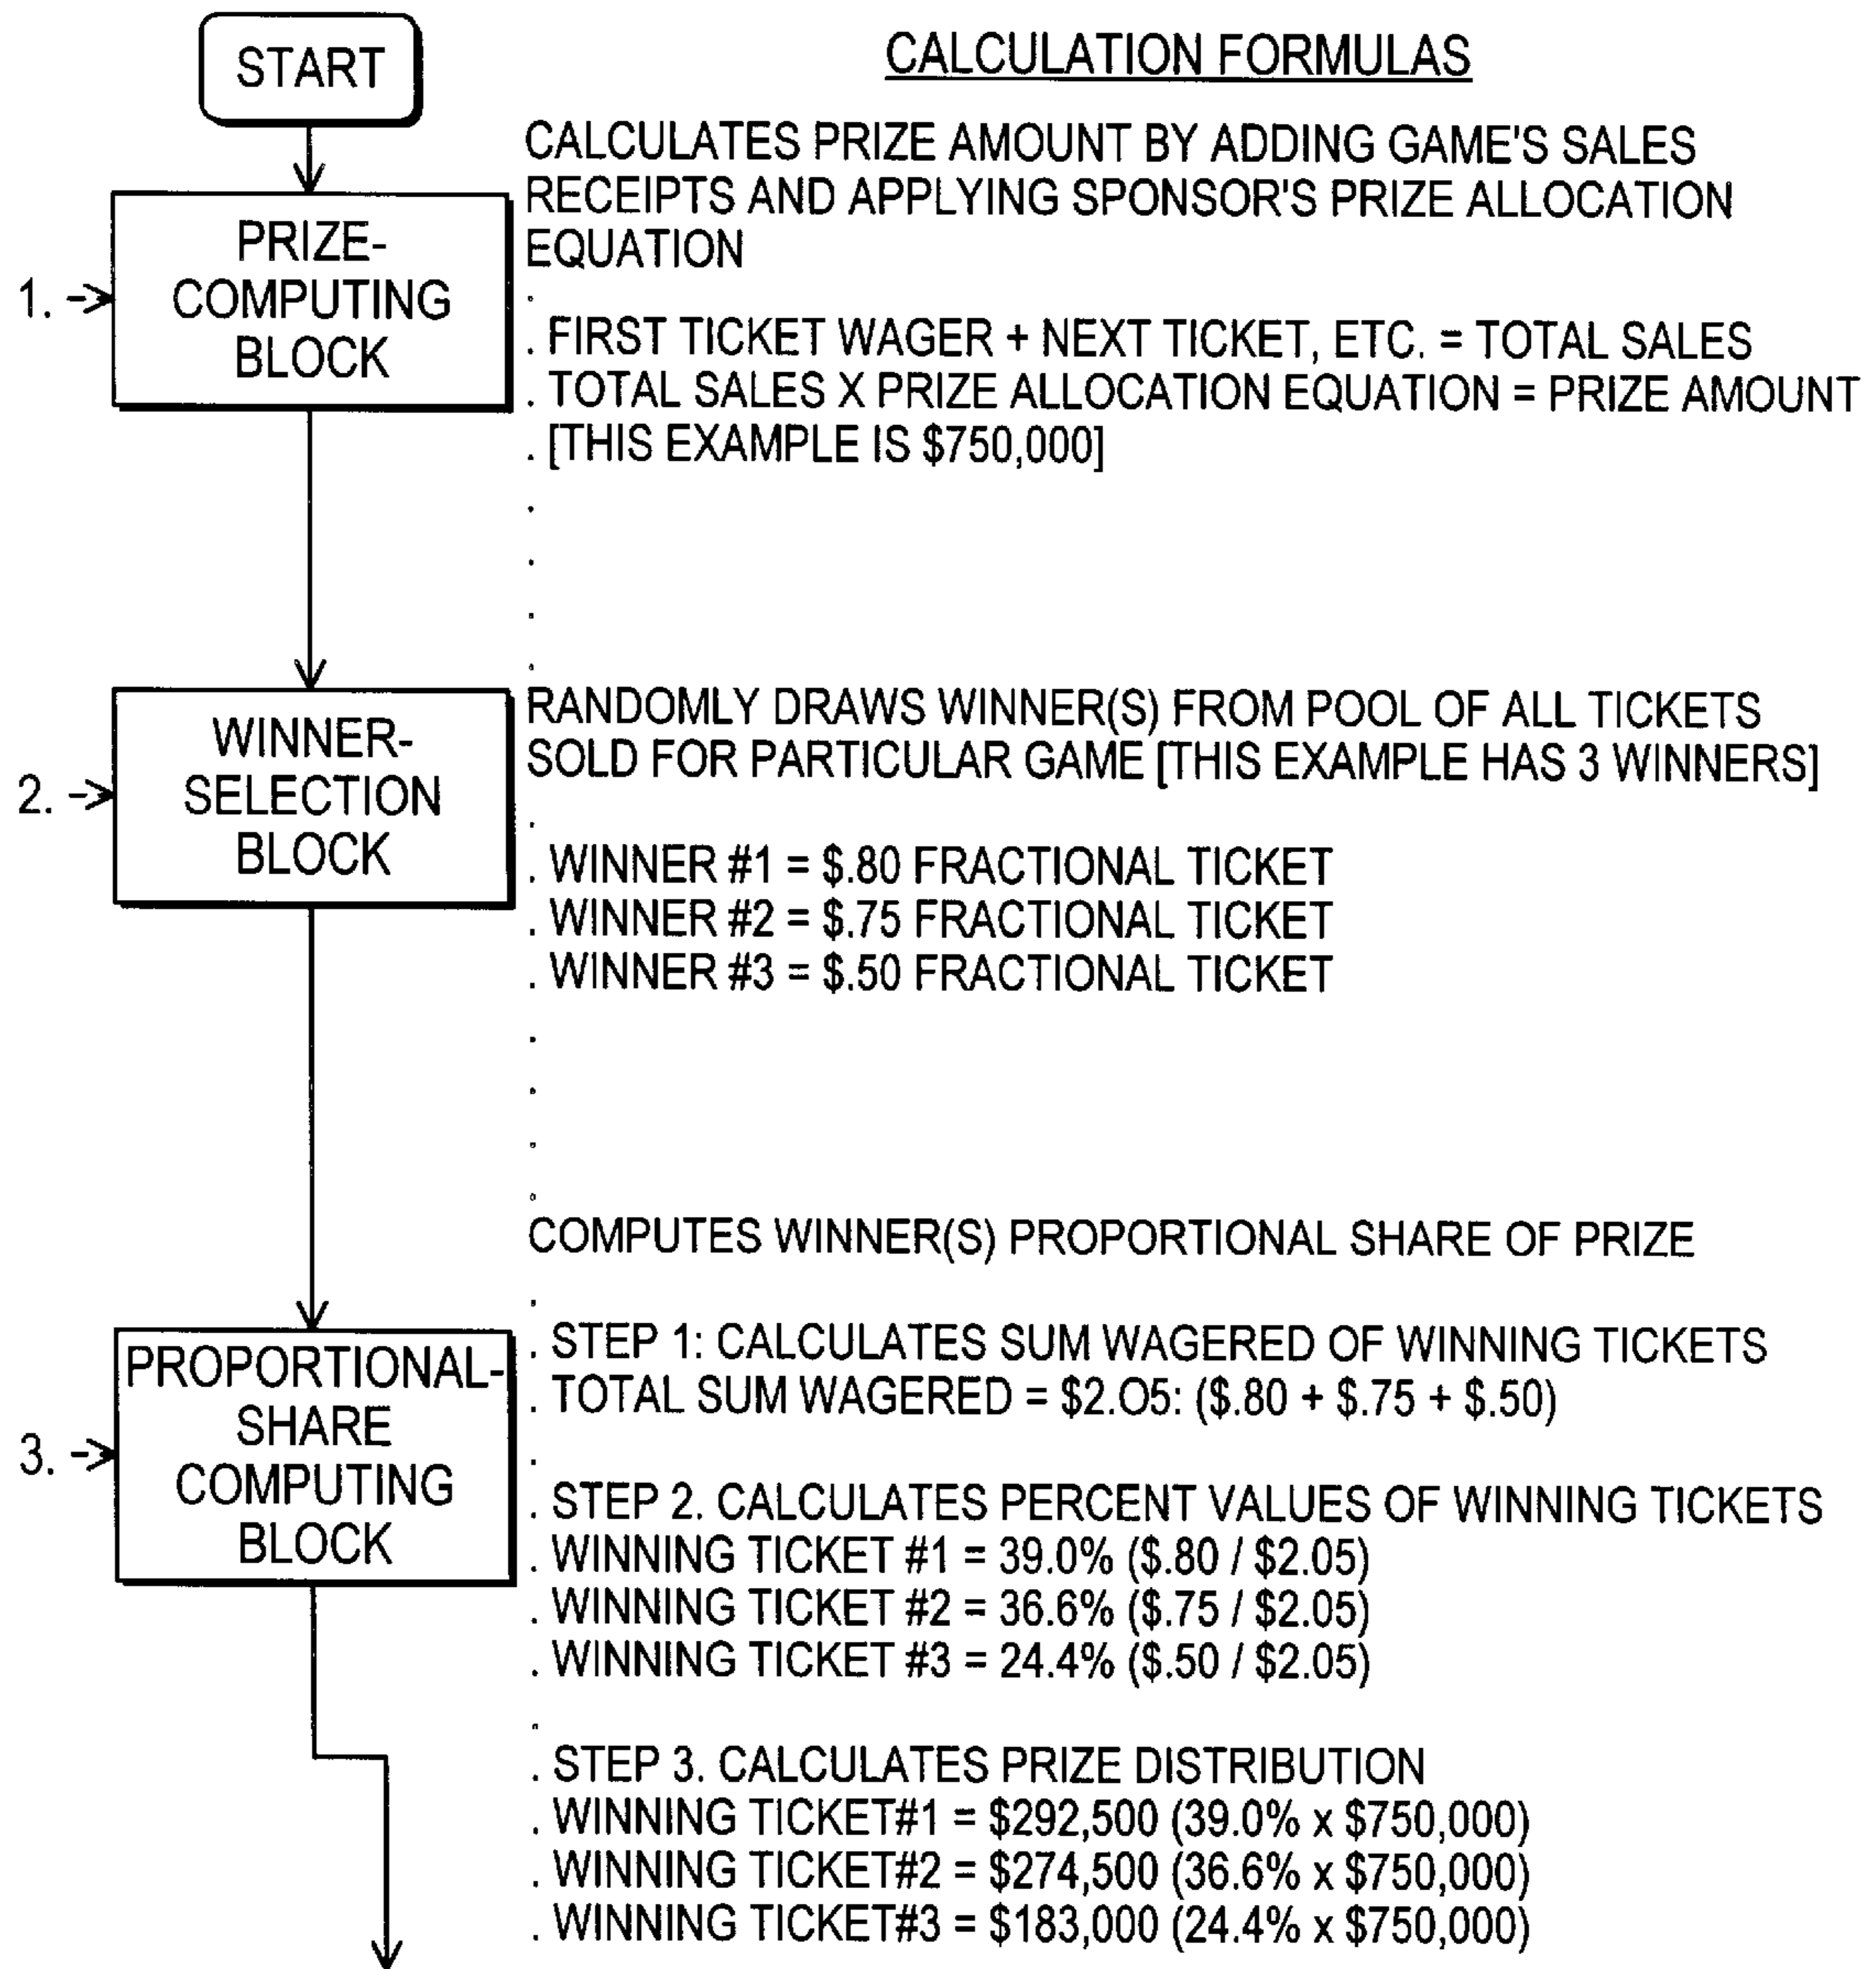 START
CALCULATION FORMULAS
CALCULATES PRIZE AMOUNT BY ADDING GAME'S SALES
RECEIPTS AND APPLYING SPONSOR'S PRIZE ALLOCATION
EQUATION
1.
PRIZE-
COMPUTING
BLOCK
. FIRST TICKET WAGER + NEXT TICKET, ETC. = TOTAL SALES
. TOTAL SALES X PRIZE ALLOCATION EQUATION = PRIZE AMOUNT
. [THIS EXAMPLE IS $750,000]
2.
WINNER-
SELECTION
BLOCK
RANDOMLY DRAWS WINNER(S) FROM POOL OF ALL TICKETS
SOLD FOR PARTICULAR GAME [THIS EXAMPLE HAS 3 WINNERS]
. WINNER #1 = $.80 FRACTIONAL TICKET
. WINNER #2 = $.75 FRACTIONAL TICKET
. WINNER #3 = $.50 FRACTIONAL TICKET
COMPUTES WINNER(S) PROPORTIONAL SHARE OF PRIZE
3.
PROPORTIONAL-
SHARE
COMPUTING
BLOCK
. STEP 1: CALCULATES SUM WAGERED OF WINNING TICKETS
. TOTAL SUM WAGERED = $2.O5: ($.80 + $.75 + $.50)
. STEP 2. CALCULATES PERCENT VALUES OF WINNING TICKETS
. WINNING TICKET #1 = 39.0% ($.80 / $2.05)
. WINNING TICKET #2 = 36.6% ($.75 / $2.05)
. WINNING TICKET #3 = 24.4% ($.50 / $2.05)
. STEP 3. CALCULATES PRIZE DISTRIBUTION
. WINNING TICKET#1 = $292,500 (39.0% x $750,000)
. WINNING TICKET#2 = $274,500 (36.6% x $750,000)
. WINNING TICKET#3 = $183,000 (24.4% x $750,000)